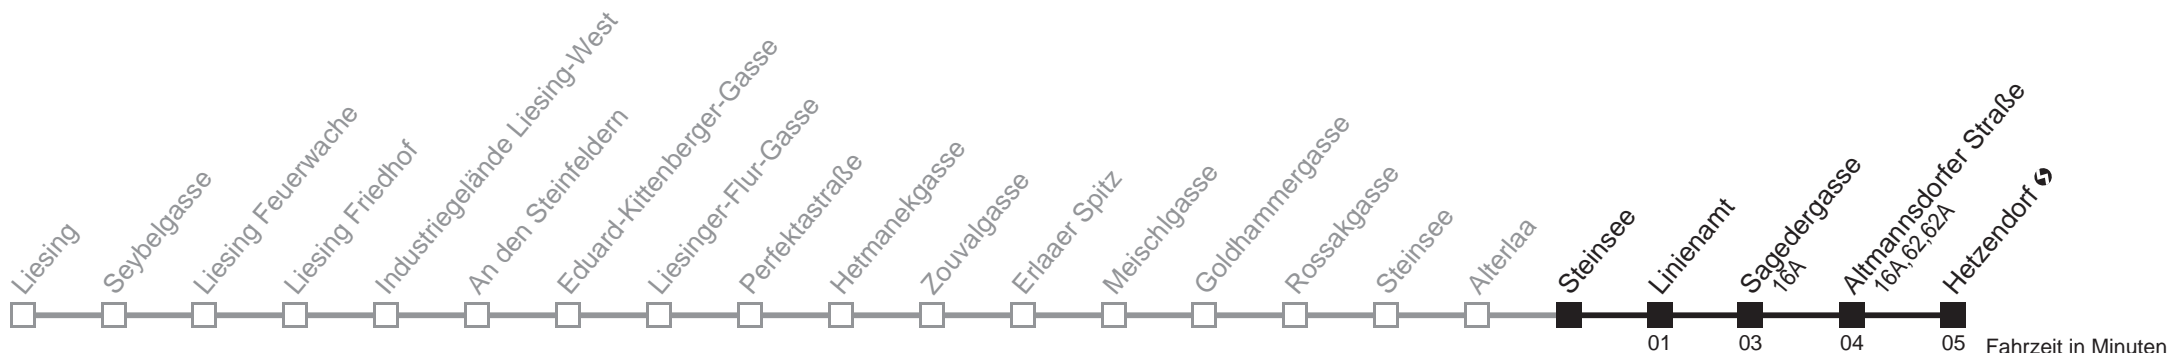 Liesing
Seybelgasse
Liesing Feuerwache
Liesing Friedhof
Industriegelände Liesing-West
An den Steinfeldern
Eduard-Kittenberger-Gasse
Liesinger-Flur-Gasse
Perfektastraße
Hetmanekgasse
Zouvalgasse
Erlaaer Spitz
Meischlgasse
Goldhammergasse
Rossakgasse
Steinsee
Alterlaa
Steinsee
Linienamt
Sagedergasse
16A
Altmannsdorfer Straße
16A,62,62A
Hetzendorf
01 03 04 05 Fahrzeit in Minuten